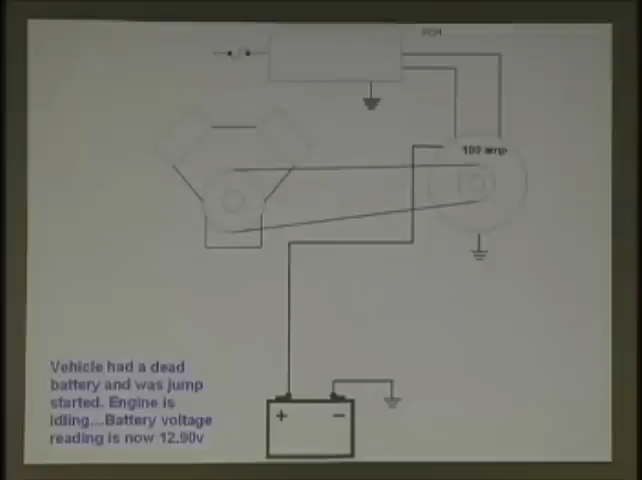 PCM
100 amp
Vehicle had a dead
battery and was jump
started. Engine is
idling...Battery voltage
reading is now 12.90v
+ −